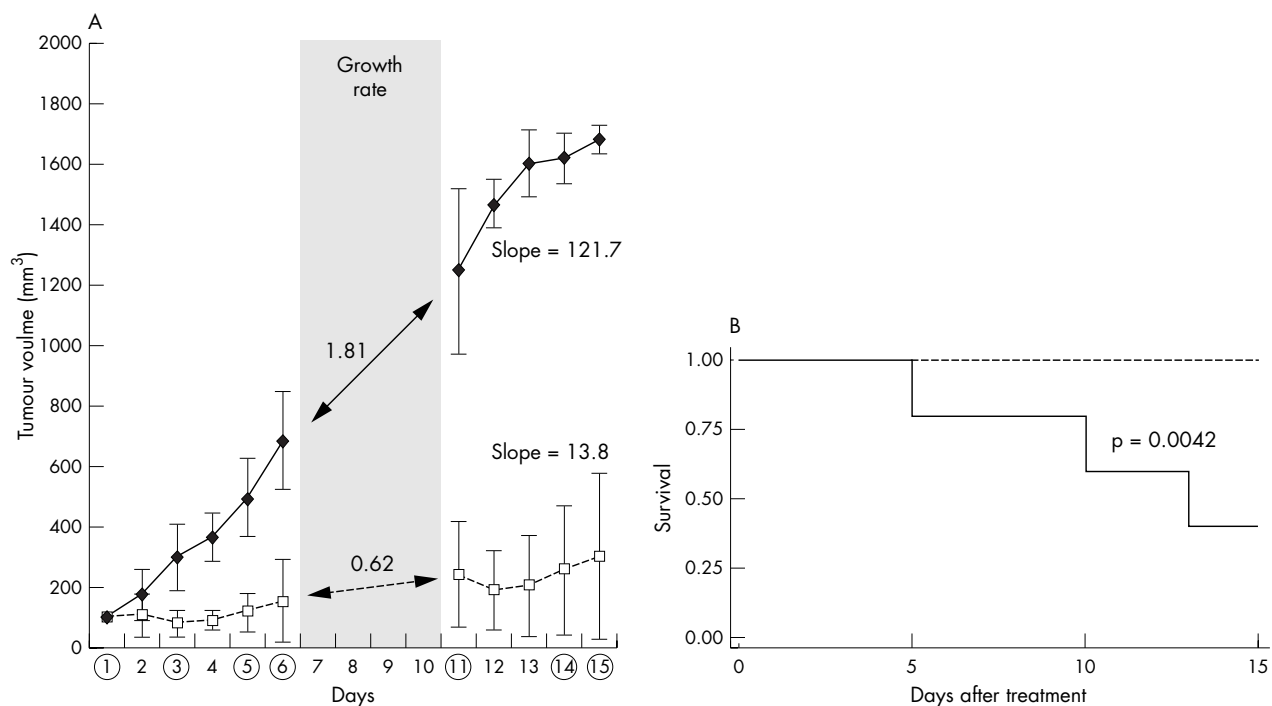 A
2000
1800
1600
1400
1200
1000
800
600
400
200
0
Tumour voulme (mm³)
Growth
rate
1.81
0.62
Slope = 121.7
Slope = 13.8
1 2 3 4 5 6 7 8 9 10 11 12 13 14 15
Days
B
1.00
0.75
0.50
0.25
0.00
Survival
p = 0.0042
0 5 10 15
Days after treatment